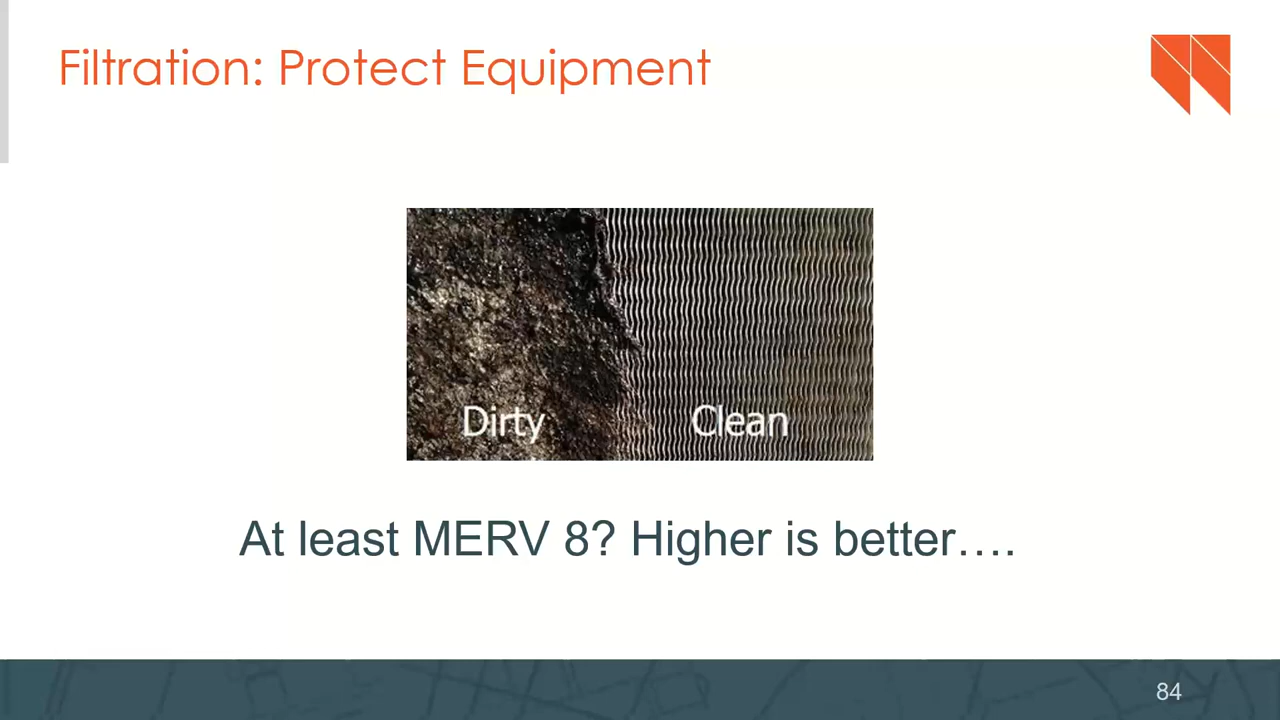 Filtration: Protect Equipment
Dirty
Clean
At least MERV 8? Higher is better….
84